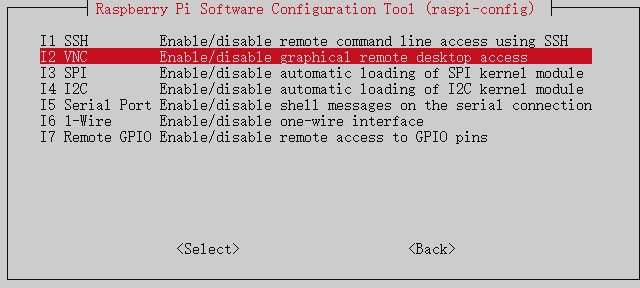 Raspberry Pi Software Configuration Tool (raspi-config)
I1 SSH Enable/disable remote command line access using SSH
I2 VNC Enable/disable graphical remote desktop access
I3 SPI Enable/disable automatic loading of SPI kernel module
I4 I2C Enable/disable automatic loading of I2C kernel module
I5 Serial Port Enable/disable shell messages on the serial connection
I6 1-Wire Enable/disable one-wire interface
I7 Remote GPIO Enable/disable remote access to GPIO pins
<Select> <Back>